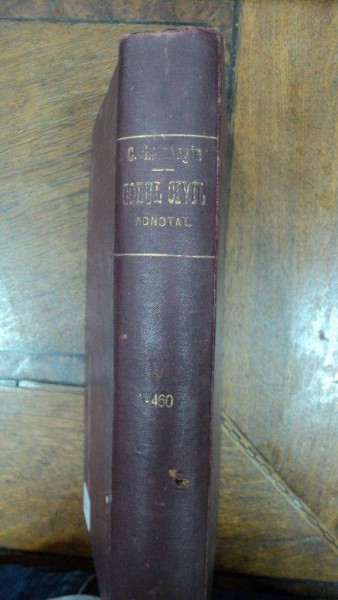 C.
CODUL CIVIL
ADNOTAT
1-460